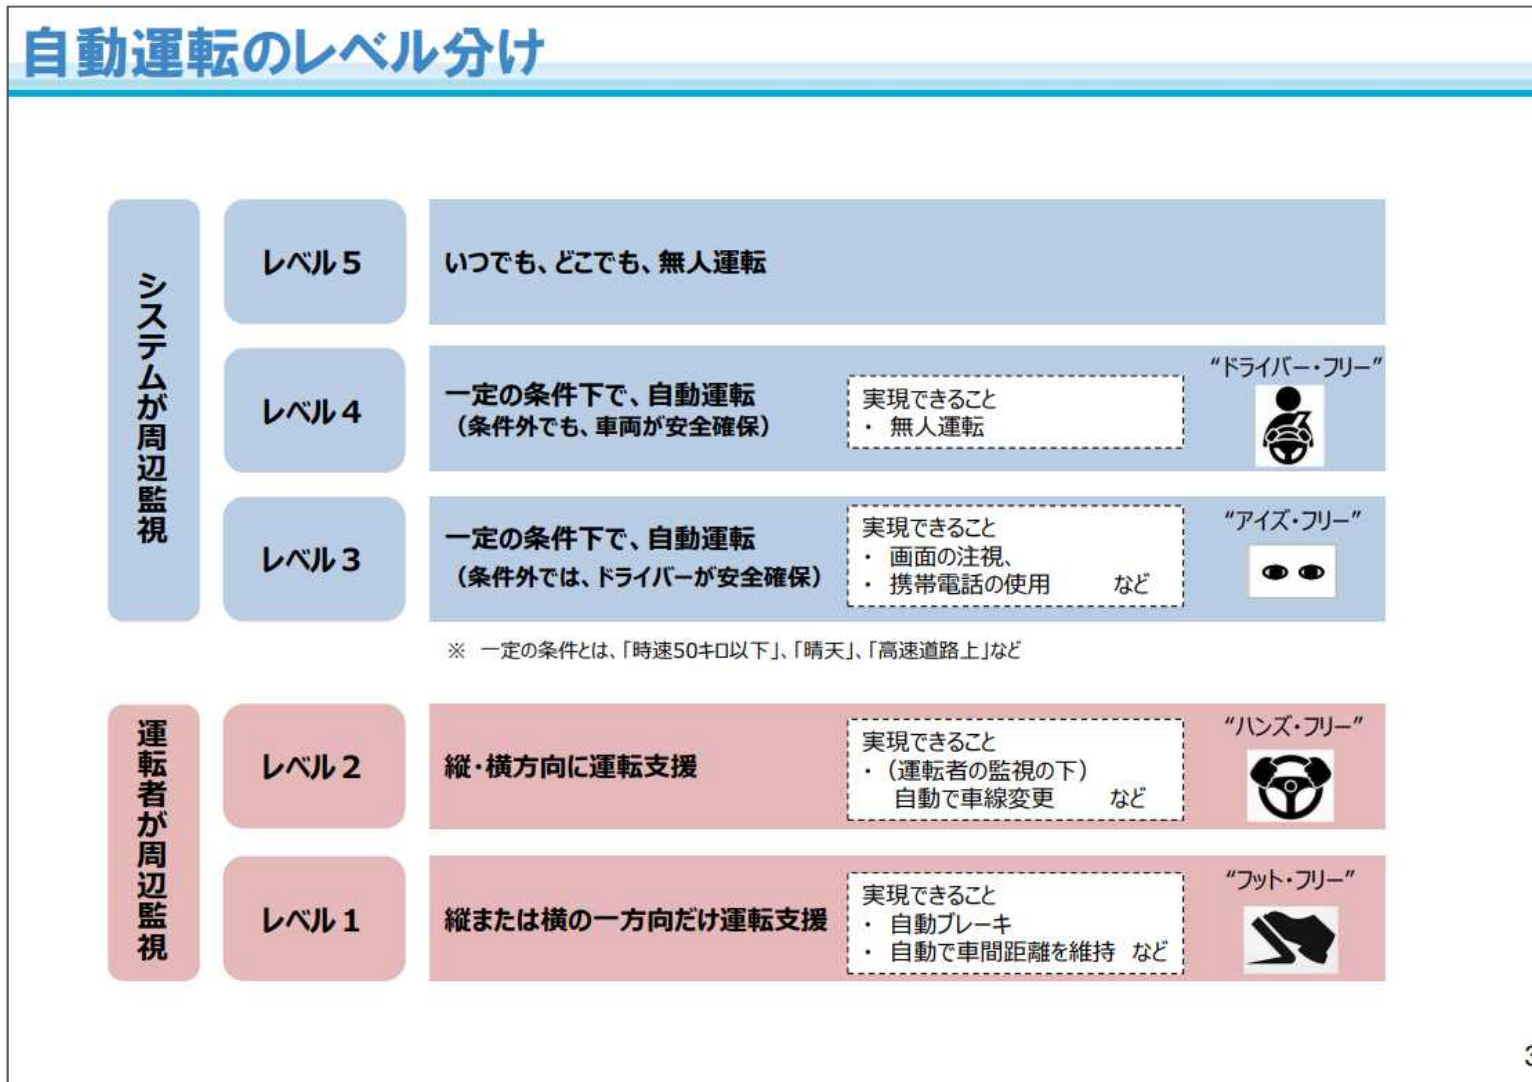 自動運転のレベル分け
システムが周辺監視
レベル5
いつでも、どこでも、無人運転
レベル4
一定の条件下で、自動運転
（条件外でも、車両が安全確保）
実現できること
・ 無人運転
“ドライバー・フリー”
レベル3
一定の条件下で、自動運転
（条件外では、ドライバーが安全確保）
実現できること
・ 画面の注視、
・ 携帯電話の使用　　など
“アイズ・フリー”
※ 一定の条件とは、「時速50キロ以下」、「晴天」、「高速道路上」など
運転者が周辺監視
レベル2
縦・横方向に運転支援
実現できること
・（運転者の監視の下）
自動で車線変更　　など
“ハンズ・フリー”
レベル1
縦または横の一方向だけ運転支援
実現できること
・ 自動ブレーキ
・ 自動で車間距離を維持 など
“フット・フリー”
3